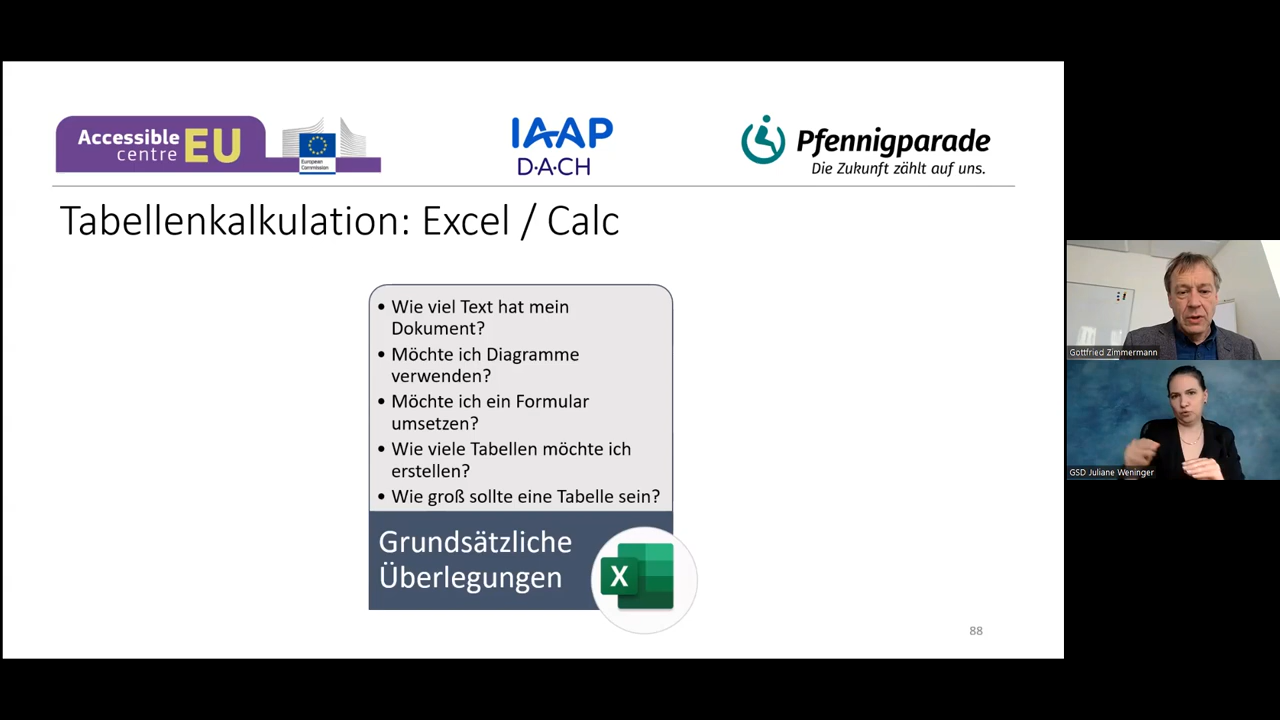 Accessible EU
centre
European
Commission
IAAP
D·A·CH
Pfennigparade
Die Zukunft zählt auf uns.
Tabellenkalkulation: Excel / Calc
• Wie viel Text hat mein
Dokument?
• Möchte ich Diagramme
verwenden?
• Möchte ich ein Formular
umsetzen?
• Wie viele Tabellen möchte ich
erstellen?
• Wie groß sollte eine Tabelle sein?
Grundsätzliche
Überlegungen
X
88
Gottfried Zimmermann
GSD Juliane Weninger